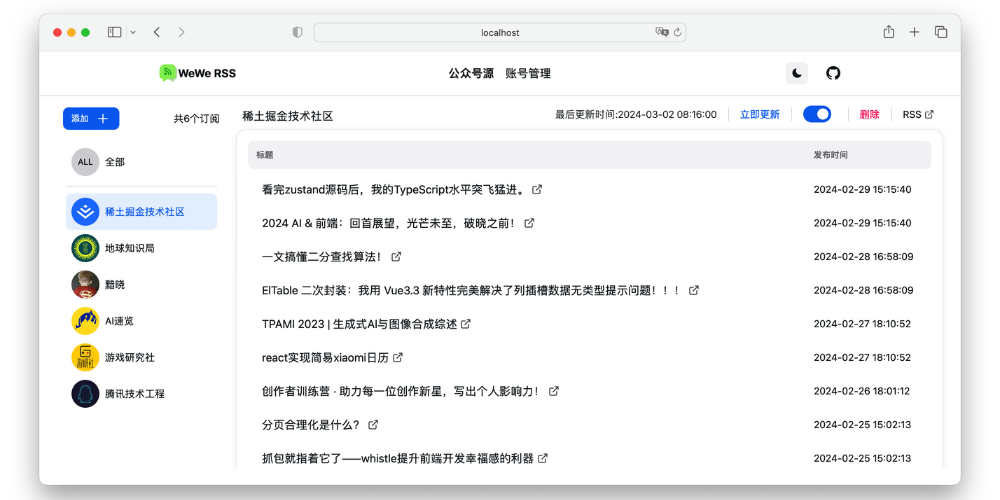 localhost
WeWe RSS
公众号源 账号管理
添加 +
共6个订阅
稀土掘金技术社区
最后更新时间:2024-03-02 08:16:00
立即更新
删除
RSS
ALL 全部
稀土掘金技术社区
地球知识局
黯晓
AI速览
游戏研究社
腾讯技术工程
标题 发布时间
看完zustand源码后，我的TypeScript水平突飞猛进。 2024-02-29 15:15:40
2024 AI & 前端：回首展望，光芒未至，破晓之前！ 2024-02-29 15:15:40
一文搞懂二分查找算法！ 2024-02-28 16:58:09
ElTable 二次封装：我用 Vue3.3 新特性完美解决了列插槽数据无类型提示问题！！！ 2024-02-28 16:58:09
TPAMI 2023 | 生成式AI与图像合成综述 2024-02-27 18:10:52
react实现简易xiaomi日历 2024-02-27 18:10:52
创作者训练营 · 助力每一位创作新星，写出个人影响力！ 2024-02-26 18:01:12
分页合理化是什么？ 2024-02-25 15:02:13
抓包就指着它了——whistle提升前端开发幸福感的利器 2024-02-25 15:02:13